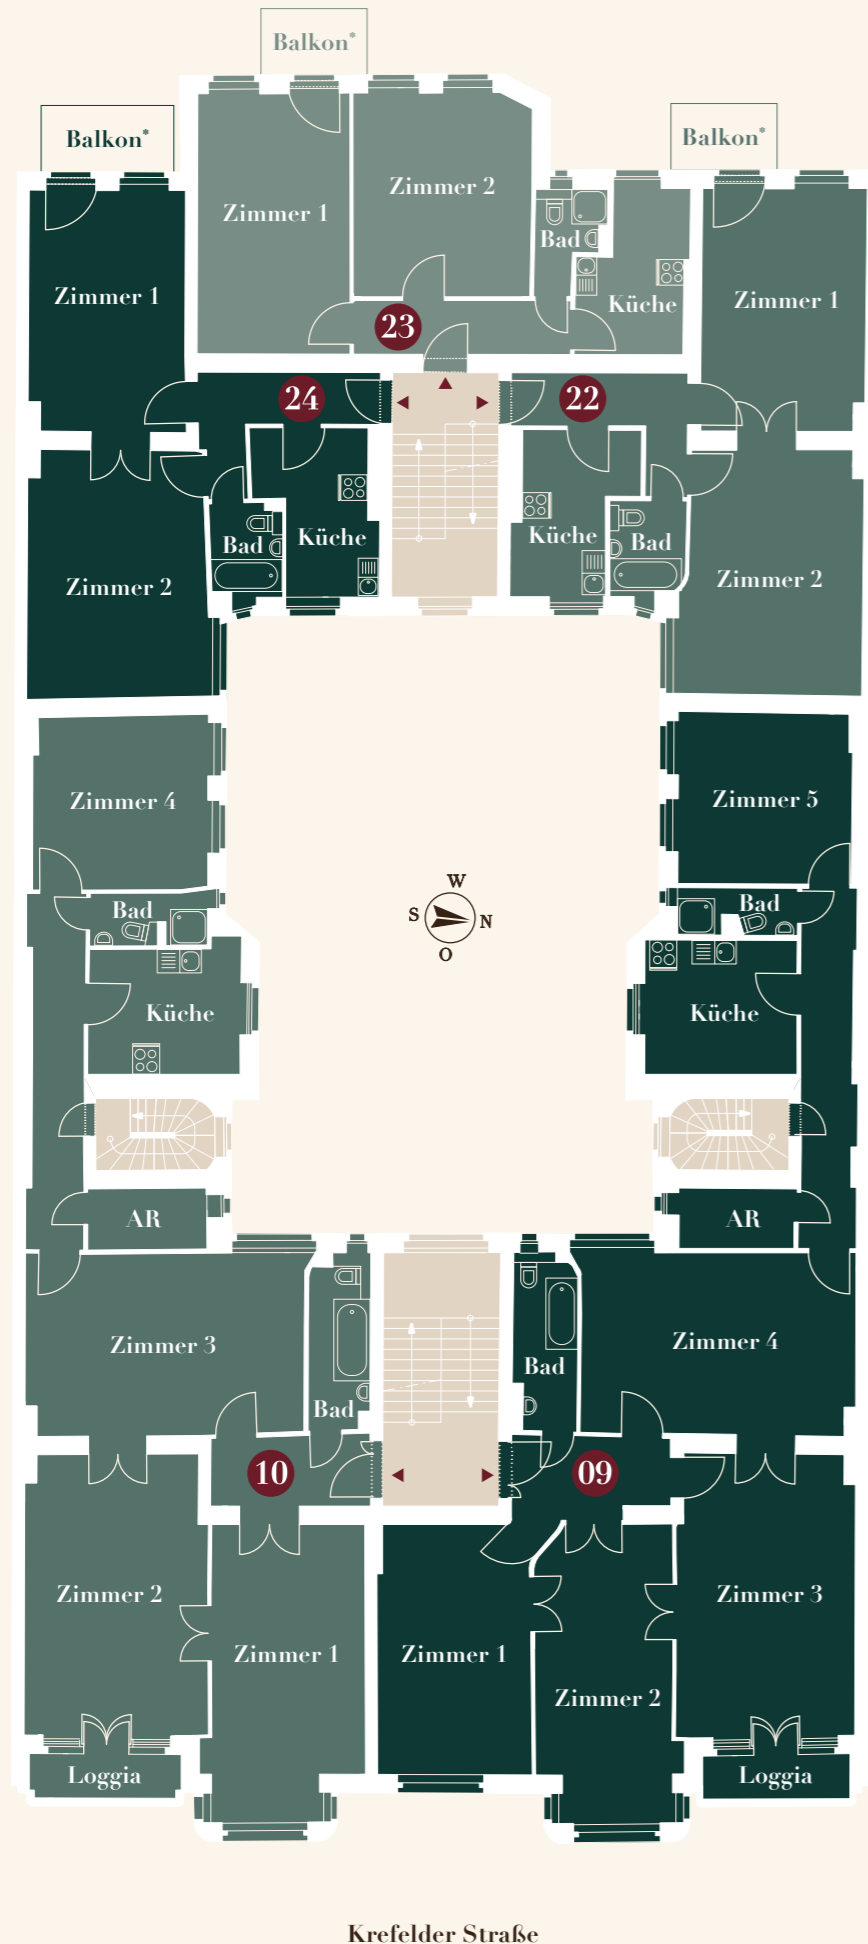 Balkon*
Balkon*
Balkon*
Zimmer 1
Zimmer 2
Bad
Küche
23
Zimmer 1
Zimmer 1
24
22
Küche
Bad
Küche
Bad
Zimmer 2
Zimmer 2
Zimmer 4
Zimmer 5
W
S
N
O
Bad
Bad
Küche
Küche
AR
AR
Zimmer 3
Bad
Bad
Zimmer 4
10
09
Zimmer 2
Zimmer 1
Zimmer 1
Zimmer 2
Zimmer 3
Loggia
Loggia
Krefelder Straße